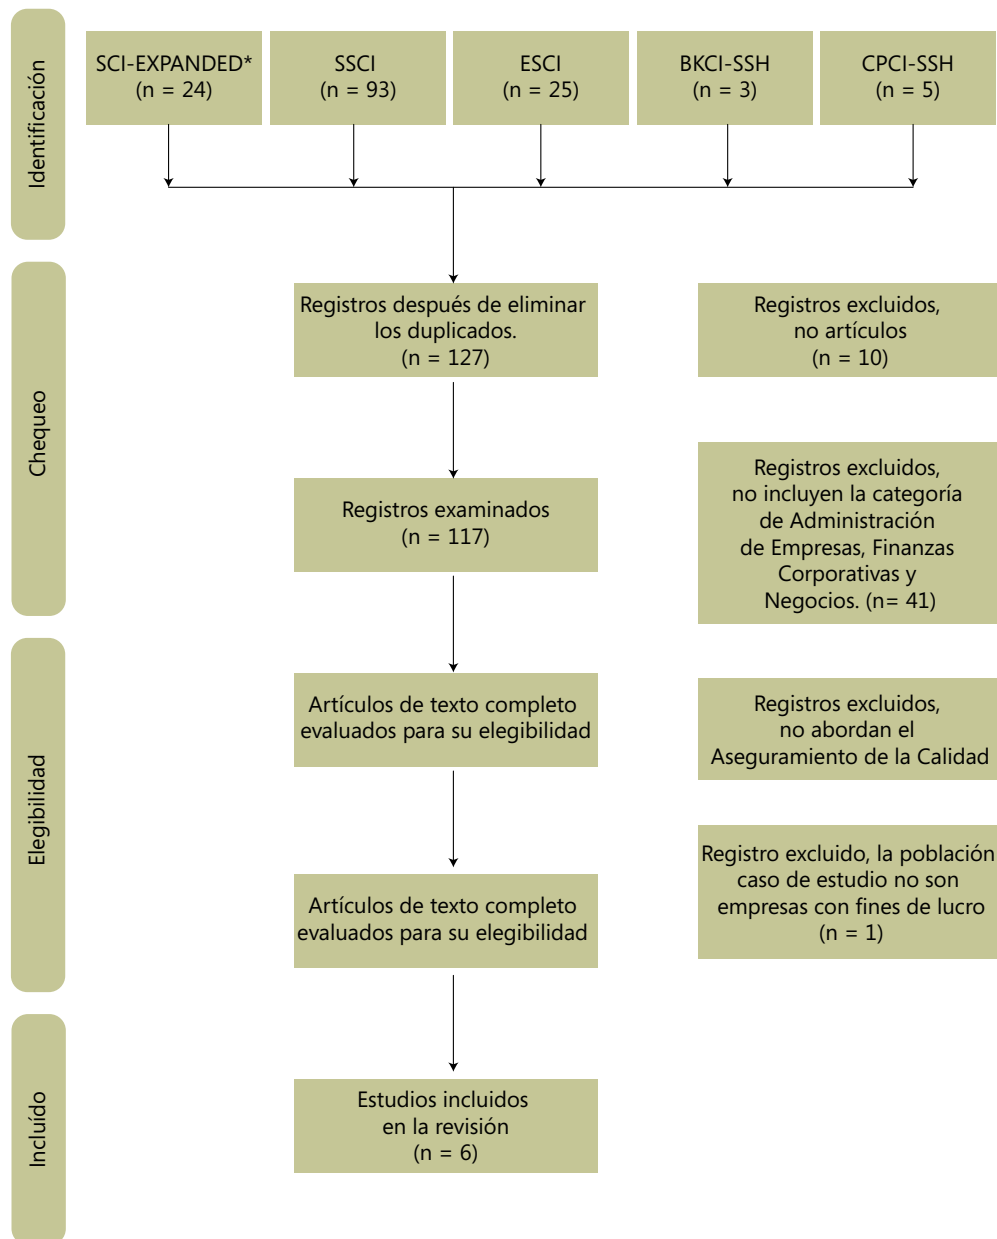 Identificación
SCI-EXPANDED*
(n = 24)
SSCI
(n = 93)
ESCI
(n = 25)
BKCI-SSH
(n = 3)
CPCI-SSH
(n = 5)
Chequeo
Registros después de eliminar
los duplicados.
(n = 127)
Registros excluidos,
no artículos
(n = 10)
Registros examinados
(n = 117)
Registros excluidos,
no incluyen la categoría
de Administración
de Empresas, Finanzas
Corporativas y
Negocios. (n= 41)
Elegibilidad
Artículos de texto completo
evaluados para su elegibilidad
Registros excluidos,
no abordan el
Aseguramiento de la Calidad
Artículos de texto completo
evaluados para su elegibilidad
Registro excluido, la población
caso de estudio no son
empresas con fines de lucro
(n = 1)
Incluído
Estudios incluidos
en la revisión
(n = 6)